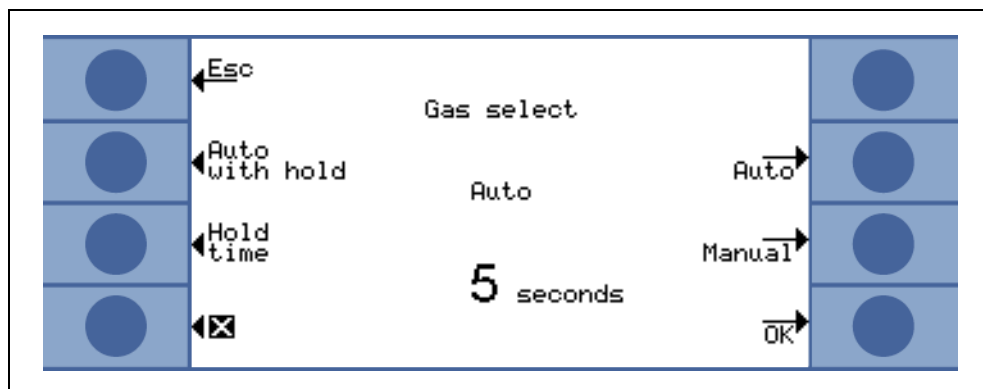 Esc
Gas select
Auto
with hold
Auto
Auto
Hold
time
Manual
5 seconds
OK